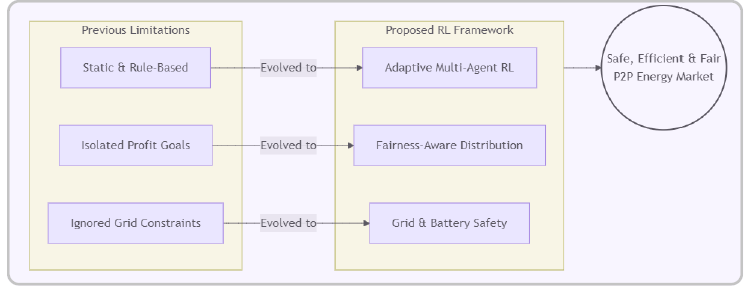 Previous Limitations
Proposed RL Framework
Static & Rule-Based
Evolved to
Adaptive Multi-Agent RL
Safe, Efficient & Fair
P2P Energy Market
Isolated Profit Goals
Evolved to
Fairness-Aware Distribution
Ignored Grid Constraints
Evolved to
Grid & Battery Safety